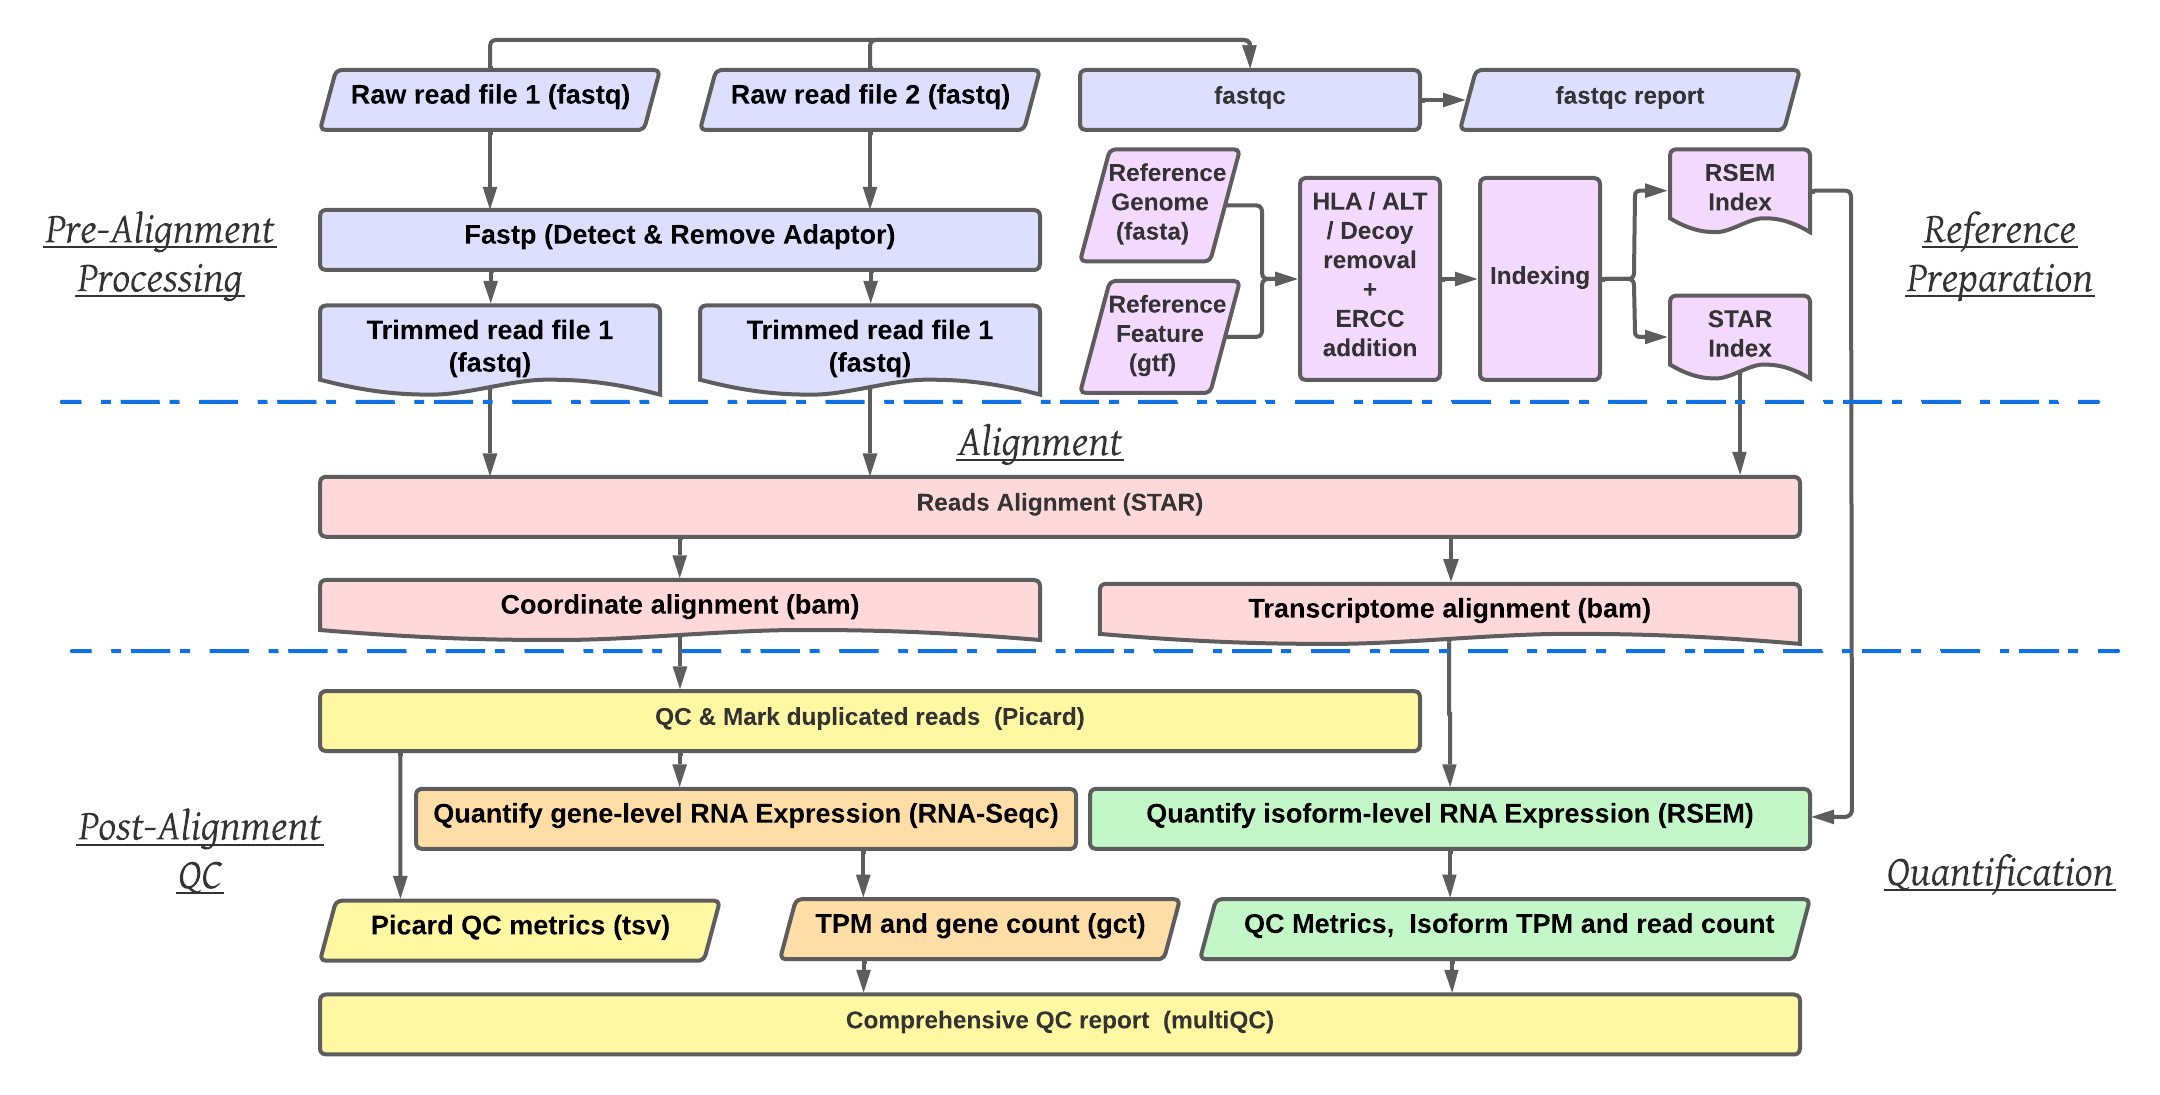 Raw read file 1 (fastq)
Raw read file 2 (fastq)
fastqc
fastqc report
Pre-Alignment
Processing
Fastp (Detect & Remove Adaptor)
Trimmed read file 1
(fastq)
Trimmed read file 1
(fastq)
Reference
Genome
(fasta)
Reference
Feature
(gtf)
HLA / ALT
/ Decoy
removal
+
ERCC
addition
Indexing
RSEM
Index
STAR
Index
Reference
Preparation
Alignment
Reads Alignment (STAR)
Coordinate alignment (bam)
Transcriptome alignment (bam)
QC & Mark duplicated reads (Picard)
Post-Alignment
QC
Quantify gene-level RNA Expression (RNA-Seqc)
Quantify isoform-level RNA Expression (RSEM)
Quantification
Picard QC metrics (tsv)
TPM and gene count (gct)
QC Metrics, Isoform TPM and read count
Comprehensive QC report (multiQC)